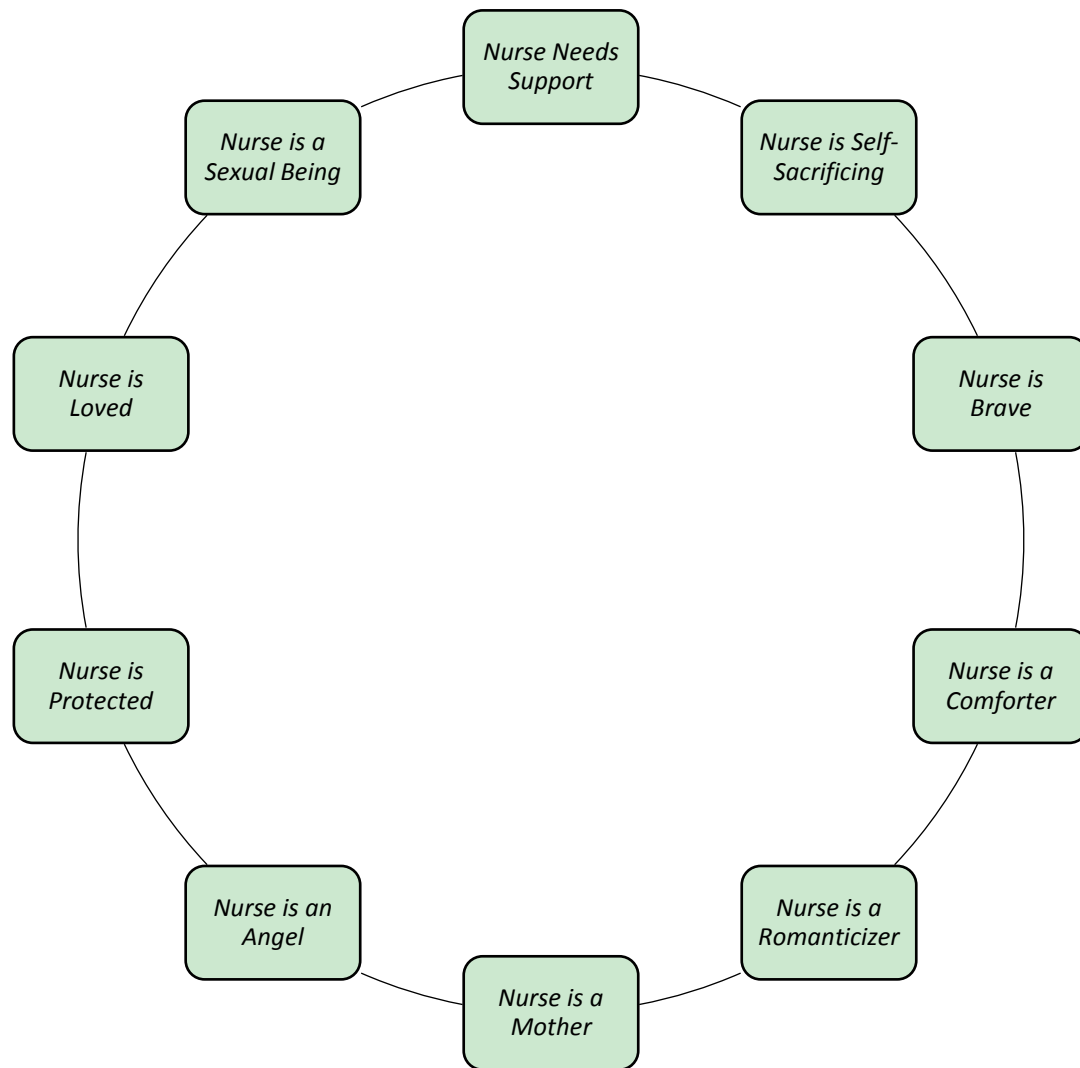 Nurse Needs
Support
Nurse is Self-
Sacrificing
Nurse is
Brave
Nurse is a
Comforter
Nurse is a
Romanticizer
Nurse is a
Mother
Nurse is an
Angel
Nurse is
Protected
Nurse is
Loved
Nurse is a
Sexual Being